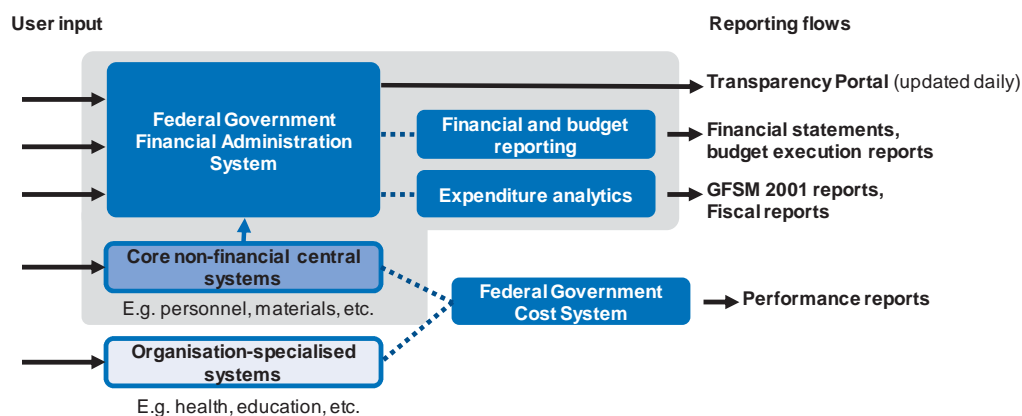 User input
Reporting flows
Federal Government
Financial Administration
System
Transparency Portal (updated daily)
Financial and budget
reporting
Financial statements,
budget execution reports
Expenditure analytics
GFSM 2001 reports,
Fiscal reports
Core non-financial central
systems
E.g. personnel, materials, etc.
Federal Government
Cost System
Performance reports
Organisation-specialised
systems
E.g. health, education, etc.